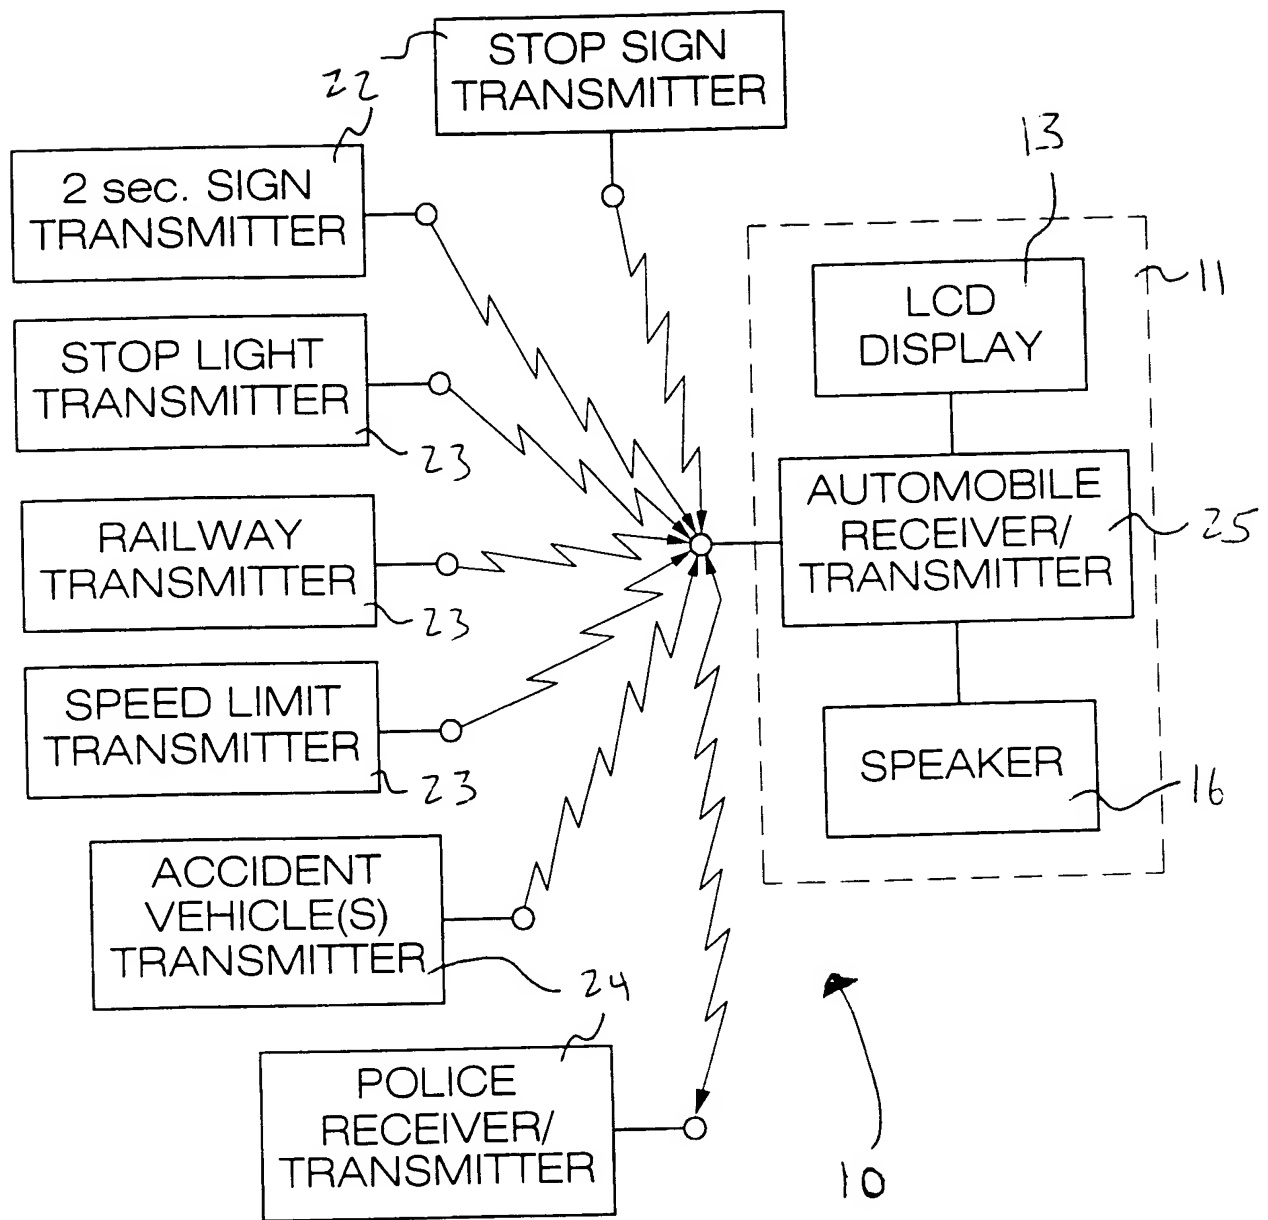 STOP SIGN
TRANSMITTER
22
2 sec. SIGN
TRANSMITTER
13
LCD
DISPLAY
11
STOP LIGHT
TRANSMITTER
23
AUTOMOBILE
RECEIVER/
TRANSMITTER
25
RAILWAY
TRANSMITTER
23
SPEED LIMIT
TRANSMITTER
23
SPEAKER
16
ACCIDENT
VEHICLE(S)
TRANSMITTER
24
POLICE
RECEIVER/
TRANSMITTER
10